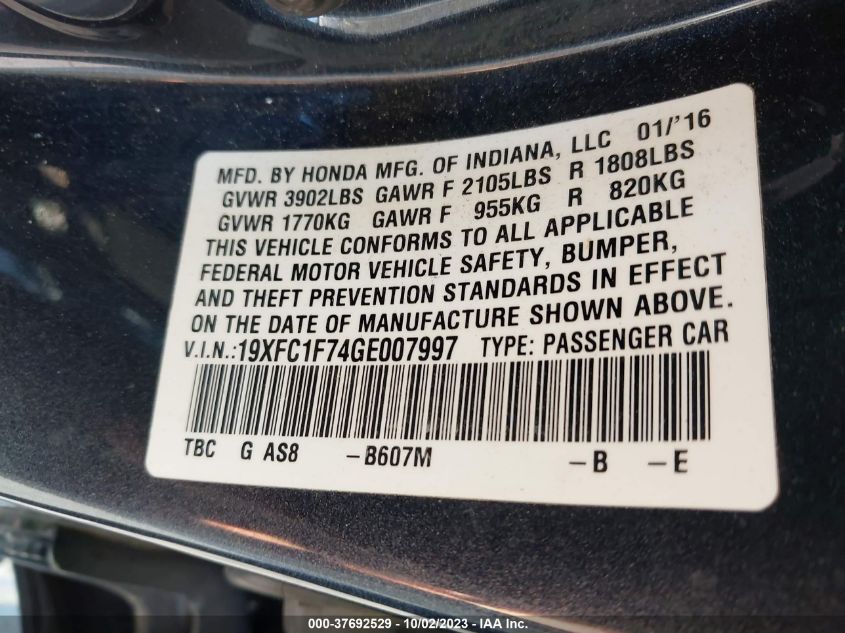 MFD. BY HONDA MFG. OF INDIANA, LLC 01/'16
GVWR 3902LBS GAWR F 2105LBS R 1808LBS
GVWR 1770KG GAWR F 955KG R 820KG
THIS VEHICLE CONFORMS TO ALL APPLICABLE
FEDERAL MOTOR VEHICLE SAFETY, BUMPER,
AND THEFT PREVENTION STANDARDS IN EFFECT
ON THE DATE OF MANUFACTURE SHOWN ABOVE.
V.I.N.:19XFC1F74GE007997 TYPE: PASSENGER CAR
TBC G AS8 -B607M -B -E
000-37692529 - 10/02/2023 - IAA Inc.